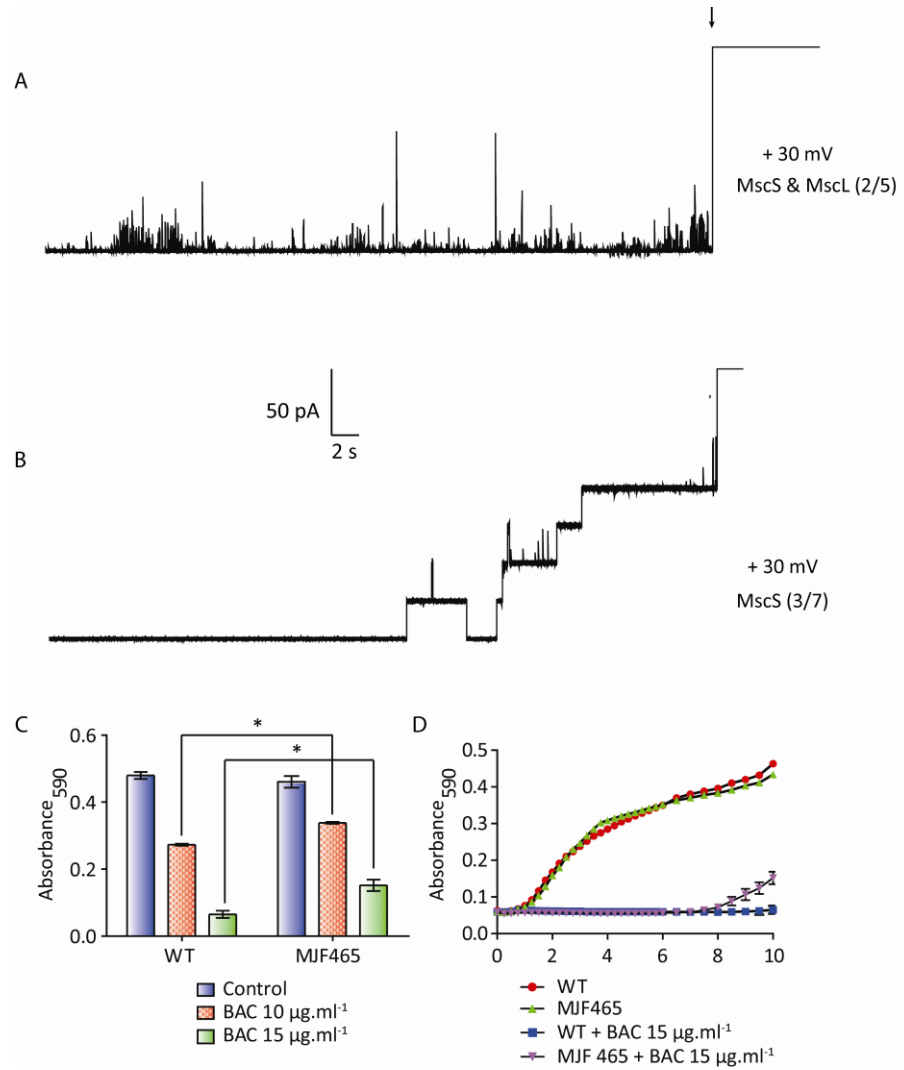 A
+ 30 mV
MscS & MscL (2/5)
50 pA
2 s
B
+ 30 mV
MscS (3/7)
C
*
*
Absorbance590
0.6
0.4
0.2
0.0
WT
MJF465
Control
BAC 10 µg.ml-1
BAC 15 µg.ml-1
D
Absorbance590
0.5
0.4
0.3
0.1
0.0
0
2
4
6
8
10
WT
MJF465
WT + BAC 15 µg.ml-1
MJF 465 + BAC 15 µg.ml-1